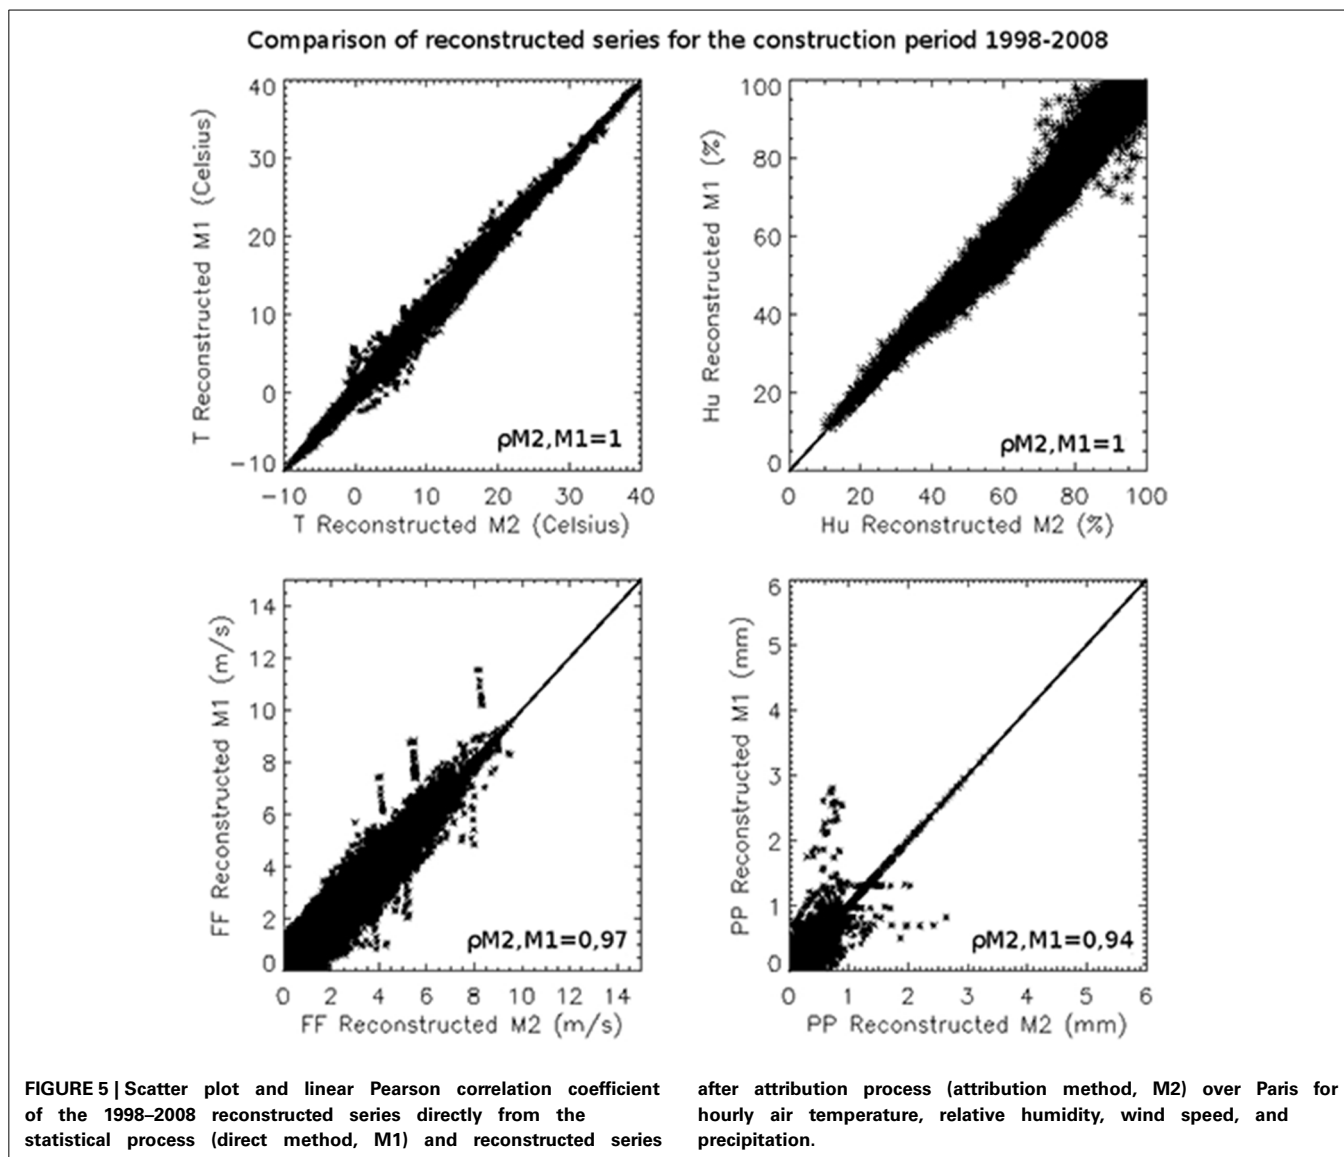 Comparison of reconstructed series for the construction period 1998-2008
40
30
20
10
0
−10
T Reconstructed M1 (Celsius)
ρM2,M1=1
−10 0 10 20 30 40
T Reconstructed M2 (Celsius)
100
80
60
40
20
0
Hu Reconstructed M1 (%)
ρM2,M1=1
0 20 40 60 80 100
Hu Reconstructed M2 (%)
14
12
10
8
6
4
2
0
FF Reconstructed M1 (m/s)
ρM2,M1=0,97
0 2 4 6 8 10 12 14
FF Reconstructed M2 (m/s)
6
5
4
3
2
1
0
PP Reconstructed M1 (mm)
ρM2,M1=0,94
0 1 2 3 4 5 6
PP Reconstructed M2 (mm)
FIGURE 5 | Scatter plot and linear Pearson correlation coefficient
of the 1998–2008 reconstructed series directly from the
statistical process (direct method, M1) and reconstructed series
after attribution process (attribution method, M2) over Paris for
hourly air temperature, relative humidity, wind speed, and
precipitation.